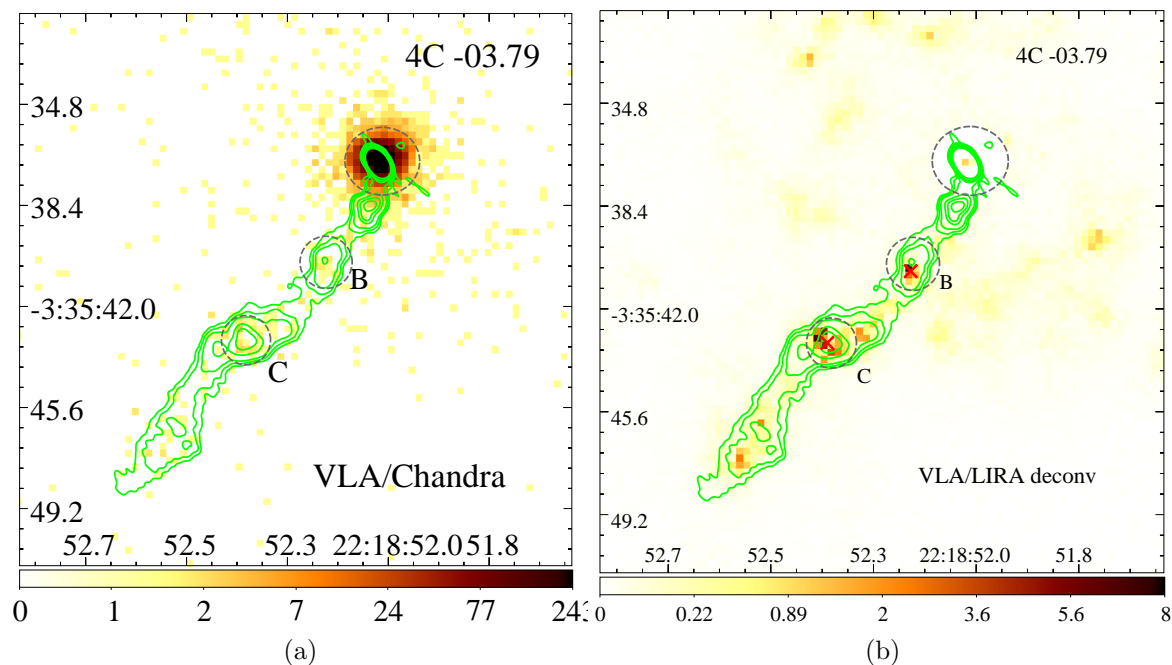 4C -03.79
34.8
38.4
-3:35:42.0
45.6
49.2
B
C
VLA/Chandra
52.7 52.5 52.3 22:18:52.0 51.8
0 1 2 7 24 77 243
(a)
4C -03.79
34.8
38.4
-3:35:42.0
45.6
49.2
B
C
VLA/LIRA deconv
52.7 52.5 52.3 22:18:52.0 51.8
0 0.22 0.89 2 3.6 5.6 8
(b)